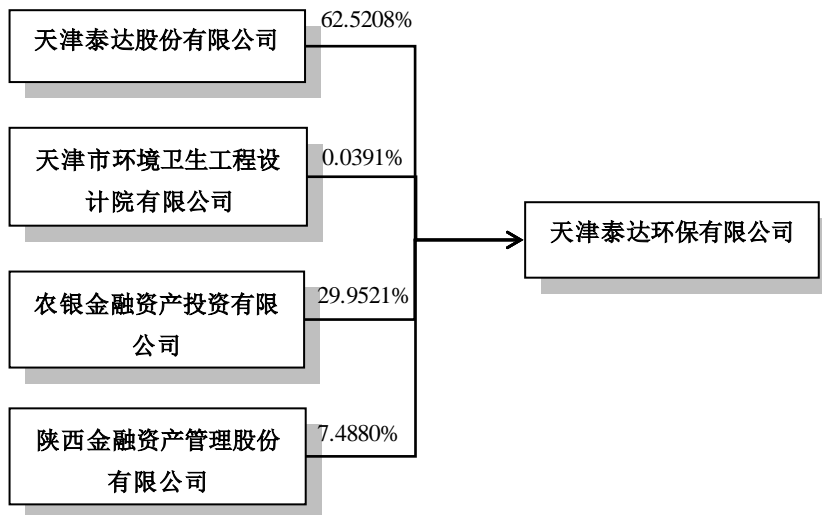 天津泰达股份有限公司
62.5208%
天津市环境卫生工程设
计院有限公司
0.0391%
天津泰达环保有限公司
农银金融资产投资有限
公司
29.9521%
陕西金融资产管理股份
有限公司
7.4880%